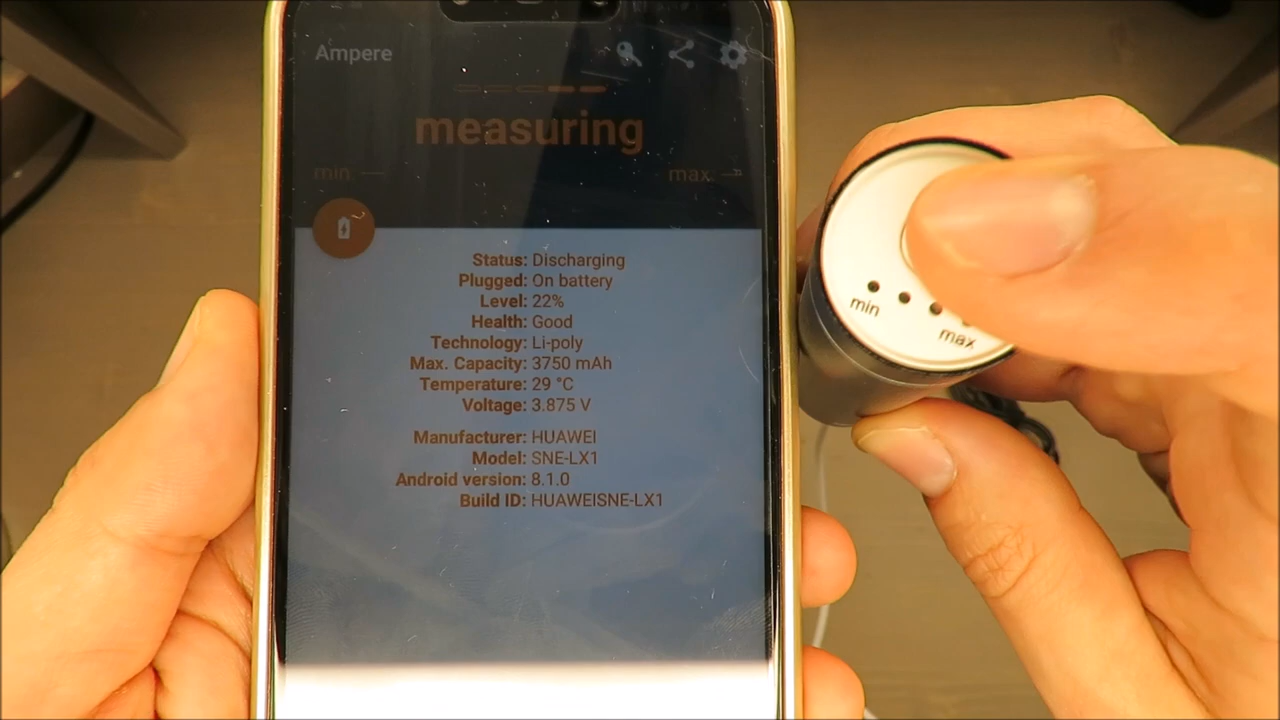 Ampere
measuring
min. —
max. —
Status: Discharging
Plugged: On battery
Level: 22%
Health: Good
Technology: Li-poly
Max. Capacity: 3750 mAh
Temperature: 29 °C
Voltage: 3.875 V
Manufacturer: HUAWEI
Model: SNE-LX1
Android version: 8.1.0
Build ID: HUAWEISNE-LX1
min
max